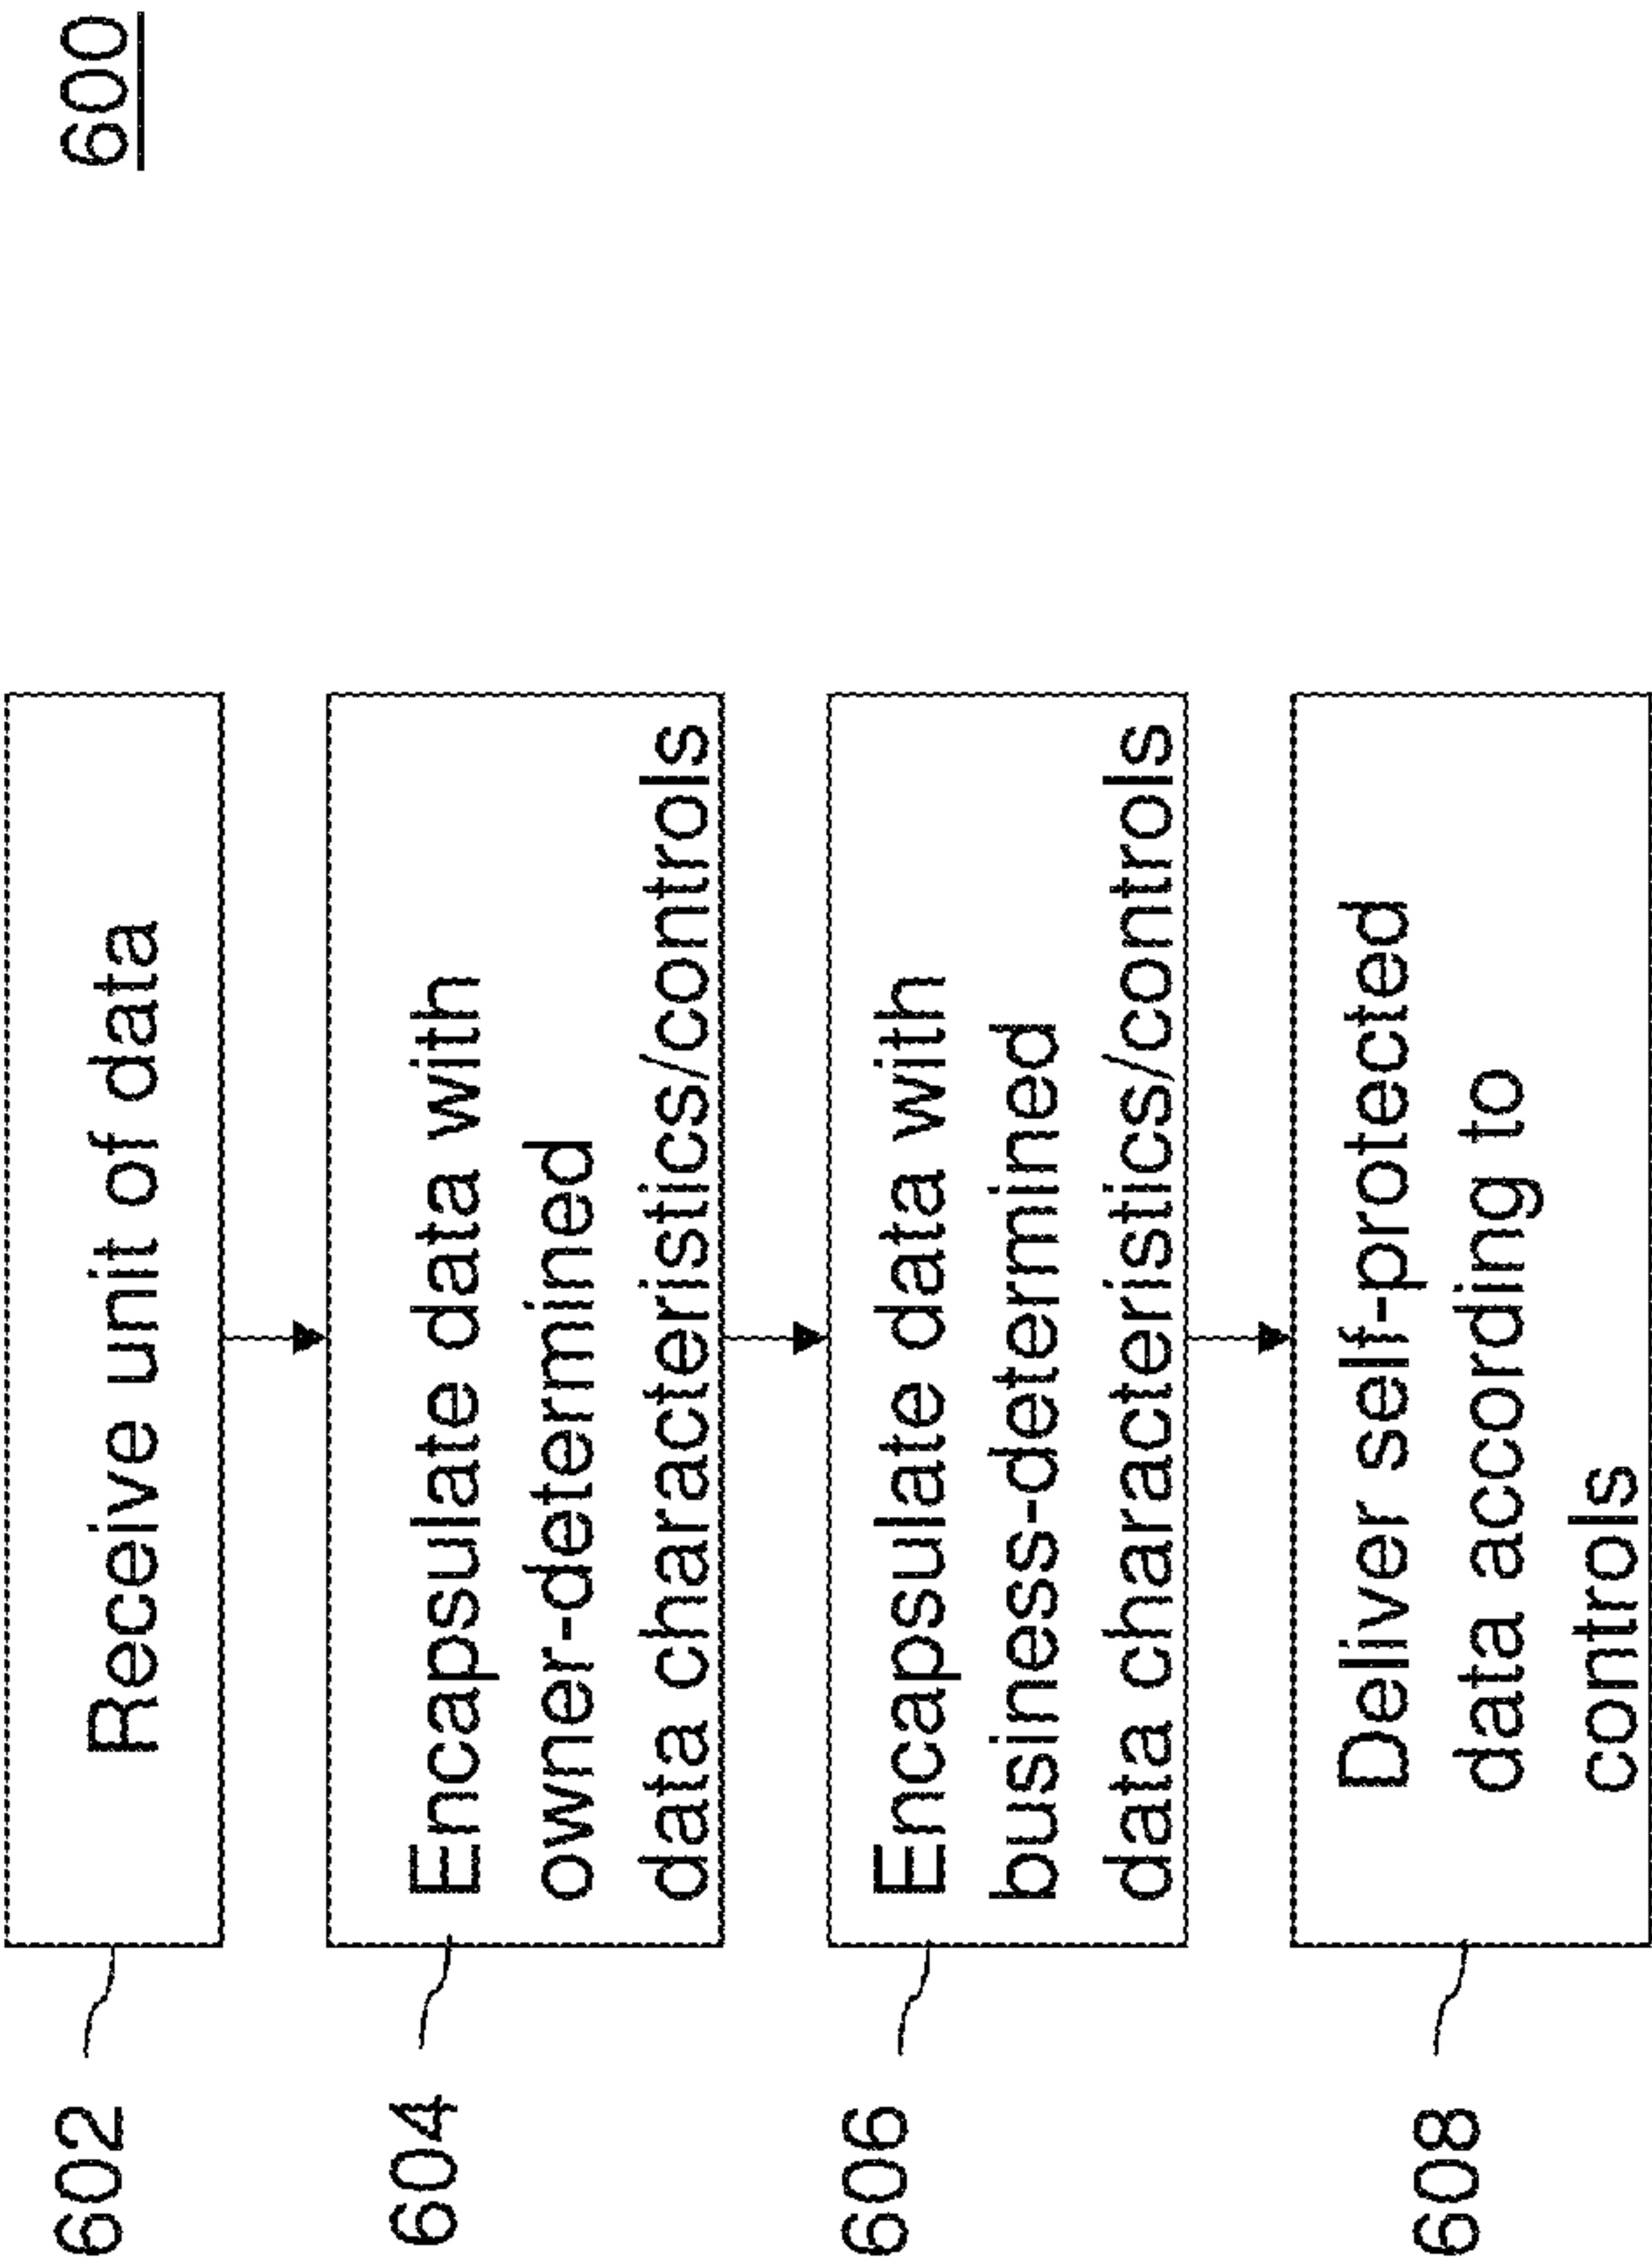 600
602
Receive unit of data
604
Encapsulate data with
owner-determined
data characteristics/controls
606
Encapsulate data with
business-determined
data characteristics/controls
608
Deliver self-protected
data according to
controls